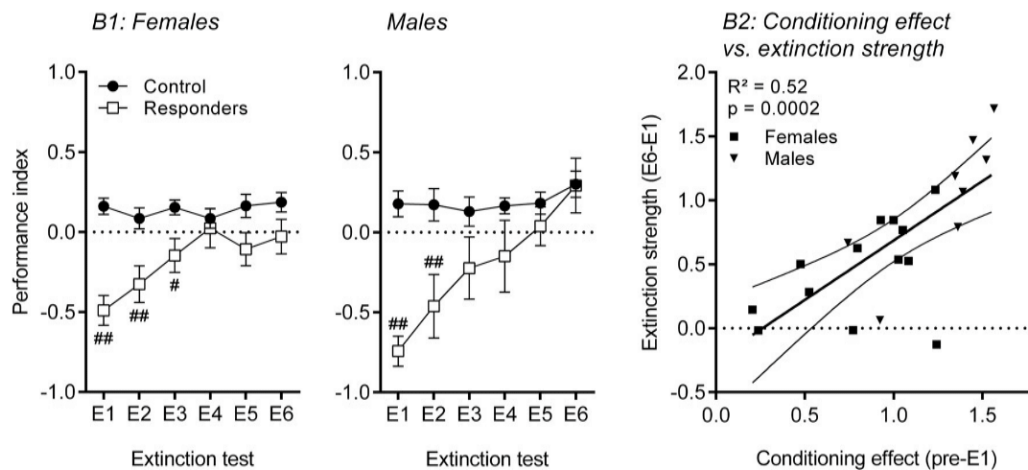 B1: Females
Males
B2: Conditioning effect
vs. extinction strength
Performance index
1.0
0.5
0.0
-0.5
-1.0
Control
Responders
##
##
#
E1 E2 E3 E4 E5 E6
Extinction test
1.0
0.5
0.0
-0.5
-1.0
##
##
E1 E2 E3 E4 E5 E6
Extinction test
Extinction strength (E6-E1)
2.0
1.5
1.0
0.5
0.0
-0.5
R² = 0.52
p = 0.0002
Females
Males
0.0 0.5 1.0 1.5
Conditioning effect (pre-E1)